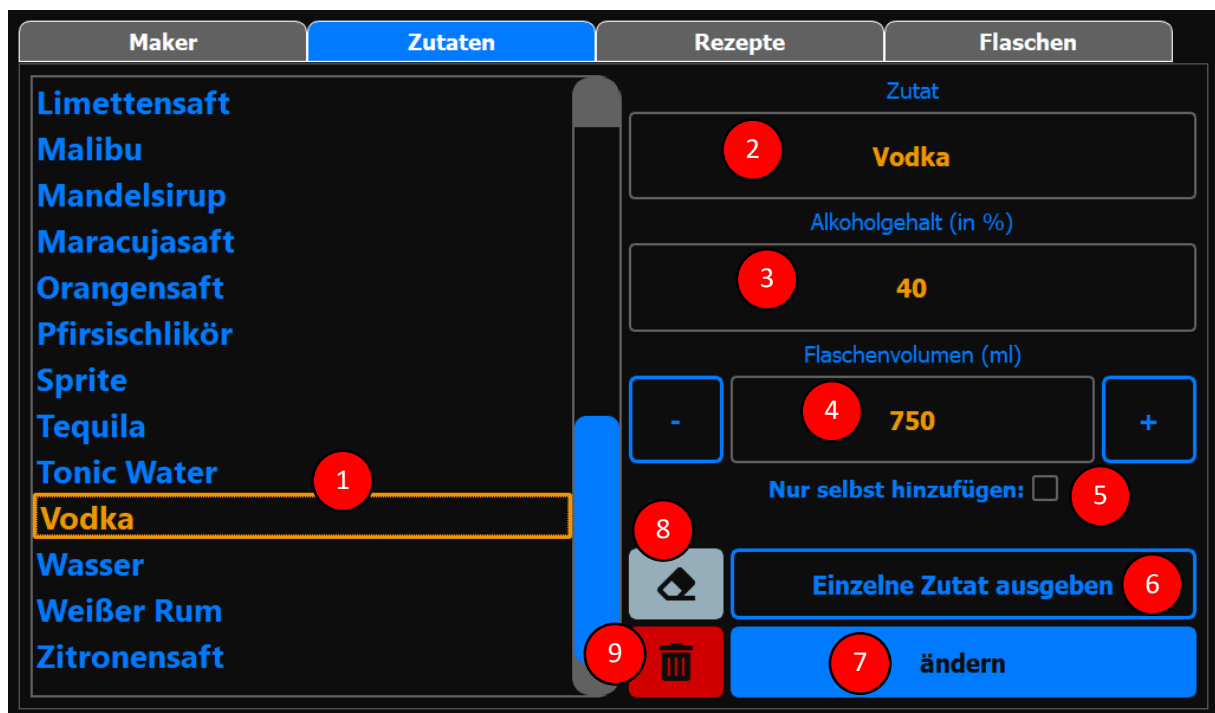 Maker
Zutaten
Rezepte
Flaschen
Limettensaft
Malibu
Mandelsirup
Maracujasaft
Orangensaft
Pfirsischlikör
Sprite
Tequila
Tonic Water
1
Vodka
Wasser
Weißer Rum
Zitronensaft
Zutat
2
Vodka
Alkoholgehalt (in %)
3
40
Flaschenvolumen (ml)
-
4
750
+
Nur selbst hinzufügen:
5
8
Einzelne Zutat ausgeben
6
9
7
ändern